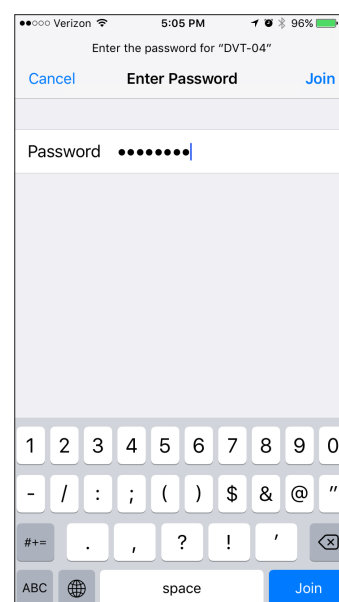 Verizon 5:05 PM 96%
Enter the password for “DVT-04”
Cancel Enter Password Join
Password ••••••••
1 2 3 4 5 6 7 8 9 0
- / : ; ( ) $ & @ "
#+= . , ? ! '
ABC space Join